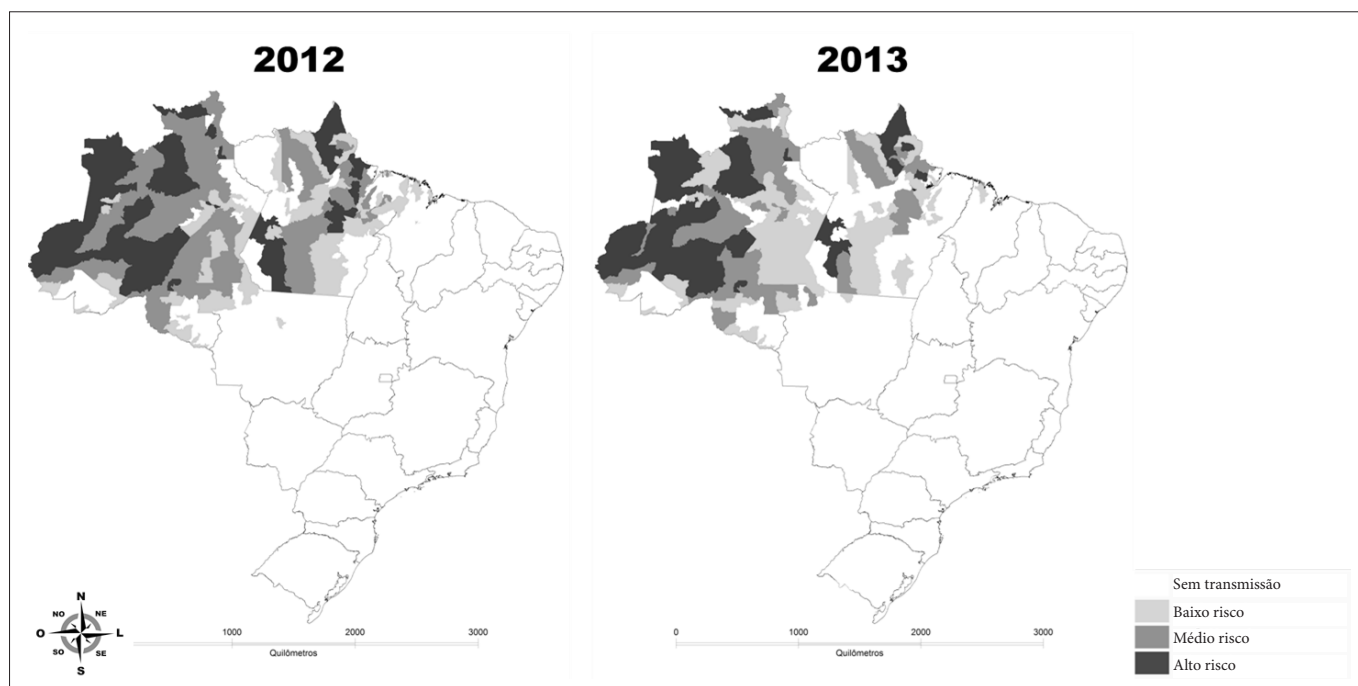 2012
2013
N
NO NE
O L
SO SE
S
1000 2000 3000
Quilômetros
0 1000 2000 3000
Quilômetros
Sem transmissão
Baixo risco
Médio risco
Alto risco